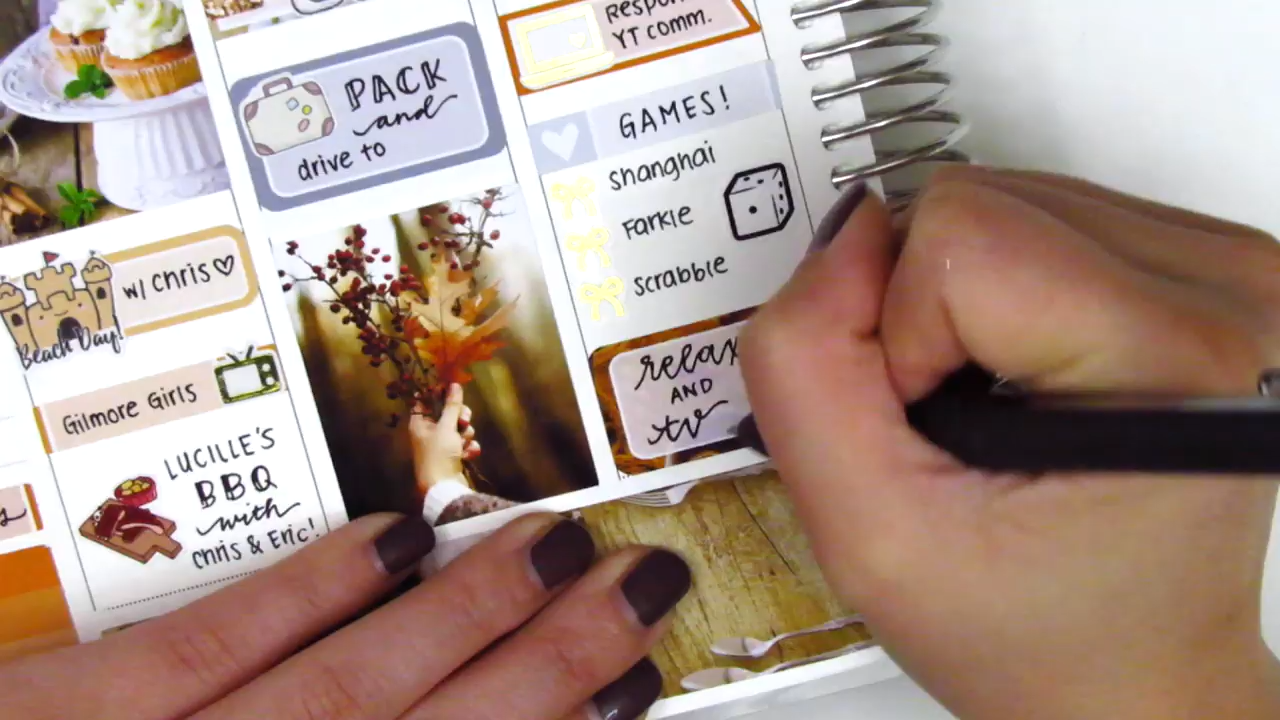 w/ Chris
Beach Day!
Gilmore Girls
LUCILLE'S
BBQ
with
Chris & Eric!
PACK
and
drive to
YT comm.
GAMES!
Shanghai
Farkle
Scrabble
relax
AND
tv